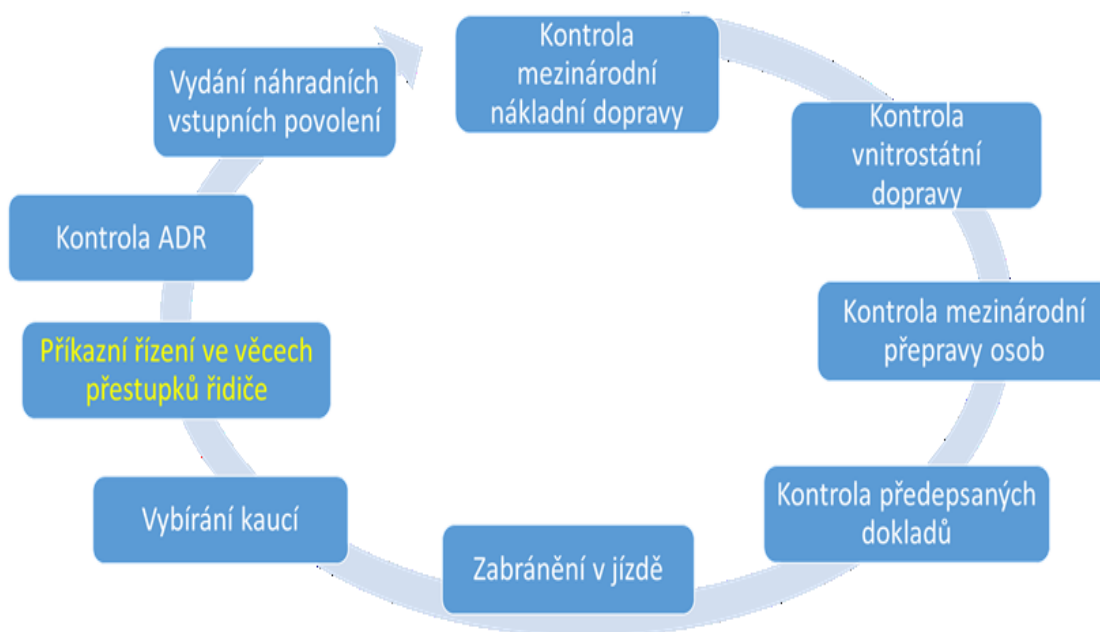 Kontrola
mezinárodní
nákladní dopravy
Kontrola
vnitrostátní
dopravy
Kontrola mezinárodní
přepravy osob
Kontrola předepsaných
dokladů
Zabránění v jízdě
Vybírání kaucí
Příkazní řízení ve věcech
přestupků řidiče
Kontrola ADR
Vydání náhradních
vstupních povolení